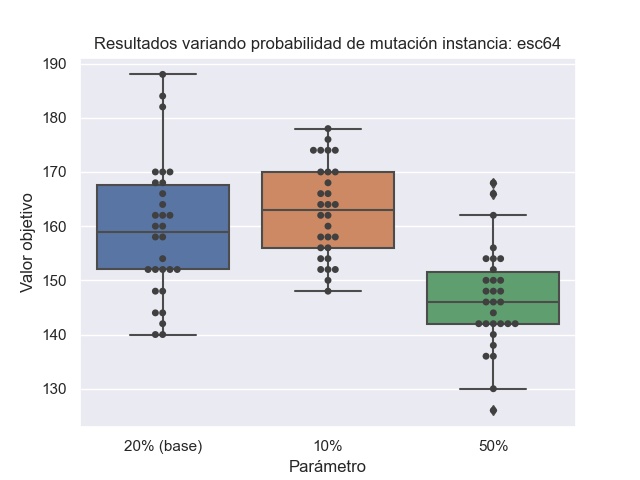 Resultados variando probabilidad de mutación instancia: esc64
190
180
170
160
150
140
130
Valor objetivo
20% (base)
10%
50%
Parámetro